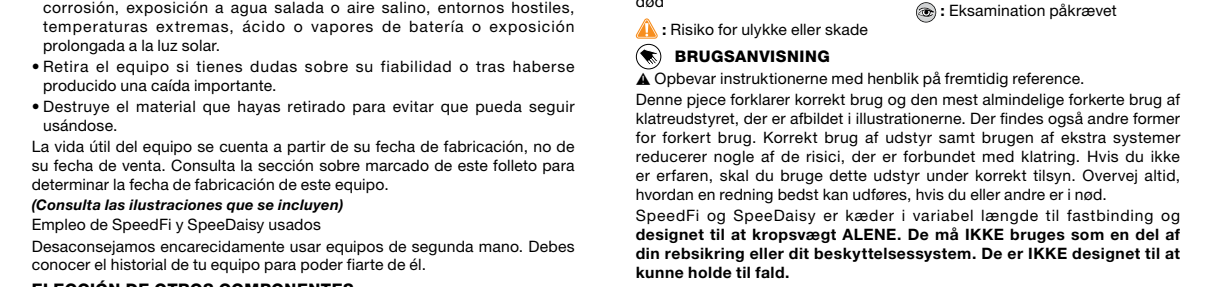 corrosión, exposición a agua salada o aire salino, entornos hostiles,
temperaturas extremas, ácido o vapores de batería o exposición
prolongada a la luz solar.
• Retira el equipo si tienes dudas sobre su fiabilidad o tras haberse
producido una caída importante.
• Destruye el material que hayas retirado para evitar que pueda seguir
usándose.
La vida útil del equipo se cuenta a partir de su fecha de fabricación, no de
su fecha de venta. Consulta la sección sobre marcado de este folleto para
determinar la fecha de fabricación de este equipo.
(Consulta las ilustraciones que se incluyen)
Empleo de SpeedFi y SpeeDaisy usados
Desaconsejamos encarecidamente usar equipos de segunda mano. Debes
conocer el historial de tu equipo para poder fiarte de él.
ELECCIÓN DE OTROS COMPONENTES
død
: Eksamination påkrævet
: Risiko for ulykke eller skade
BRUGSANVISNING
Opbevar instruktionerne med henblik på fremtidig reference.
Denne pjece forklarer korrekt brug og den mest almindelige forkerte brug af
klatreudstyret, der er afbildet i illustrationerne. Der findes også andre former
for forkert brug. Korrekt brug af udstyr samt brugen af ekstra systemer
reducerer nogle af de risici, der er forbundet med klatring. Hvis du ikke
er erfaren, skal du bruge dette udstyr under korrekt tilsyn. Overvej altid,
hvordan en redning bedst kan udføres, hvis du eller andre er i nød.
SpeedFi og SpeeDaisy er kæder i variabel længde til fastbinding og
designet til at kropsvægt ALENE. De må IKKE bruges som en del af
din rebsikring eller dit beskyttelsessystem. De er IKKE designet til at
kunne holde til fald.